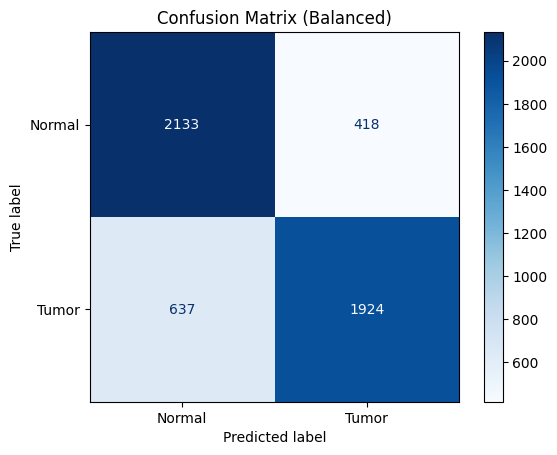 Confusion Matrix (Balanced)
True label
Normal
Tumor
2133
418
637
1924
Normal
Tumor
Predicted label
2000
1800
1600
1400
1200
1000
800
600